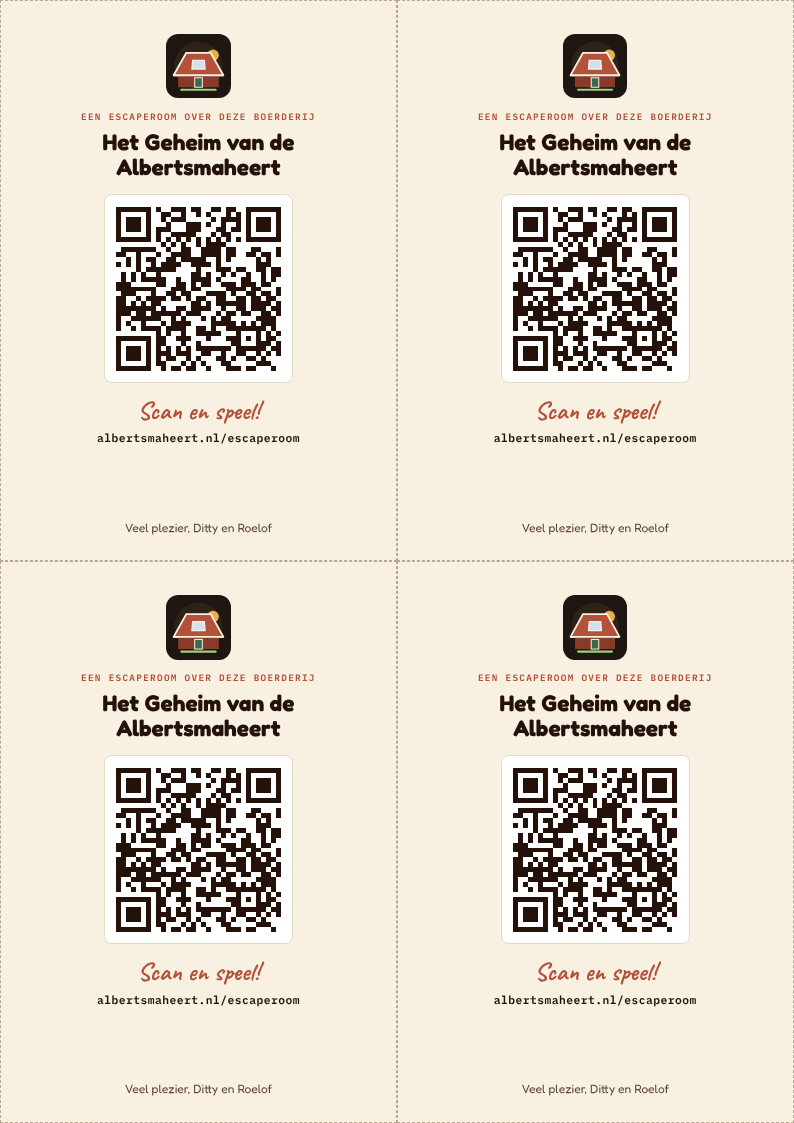 EEN ESCAPEROOM OVER DEZE BOERDERIJ
Het Geheim van de
Albertsmaheert
Scan en speel!
albertsmaheert.nl/escaperoom
Veel plezier, Ditty en Roelof
EEN ESCAPEROOM OVER DEZE BOERDERIJ
Het Geheim van de
Albertsmaheert
Scan en speel!
albertsmaheert.nl/escaperoom
Veel plezier, Ditty en Roelof
EEN ESCAPEROOM OVER DEZE BOERDERIJ
Het Geheim van de
Albertsmaheert
Scan en speel!
albertsmaheert.nl/escaperoom
Veel plezier, Ditty en Roelof
EEN ESCAPEROOM OVER DEZE BOERDERIJ
Het Geheim van de
Albertsmaheert
Scan en speel!
albertsmaheert.nl/escaperoom
Veel plezier, Ditty en Roelof